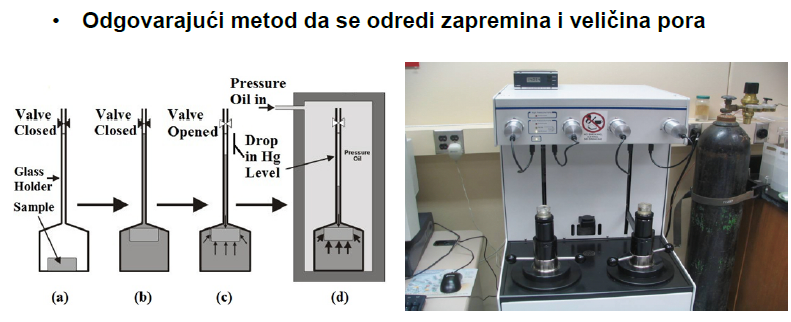 • Odgovarajući metod da se odredi zapremina i veličina pora
Pressure
Oil in
Valve
Closed
Valve
Closed
Valve
Opened
Drop
in Hg
Level
Pressure
Oil
Glass
Holder
Sample
(a)
(b)
(c)
(d)